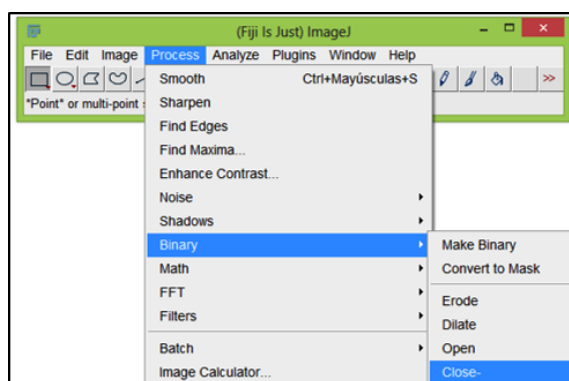 (Fiji Is Just) ImageJ
File Edit Image Process Analyze Plugins Window Help
>>
*Point* or multi-point
Smooth Ctrl+Mayúsculas+S
Sharpen
Find Edges
Find Maxima...
Enhance Contrast...
Noise
Shadows
Binary
Math
FFT
Filters
Batch
Image Calculator...
Make Binary
Convert to Mask
Erode
Dilate
Open
Close-